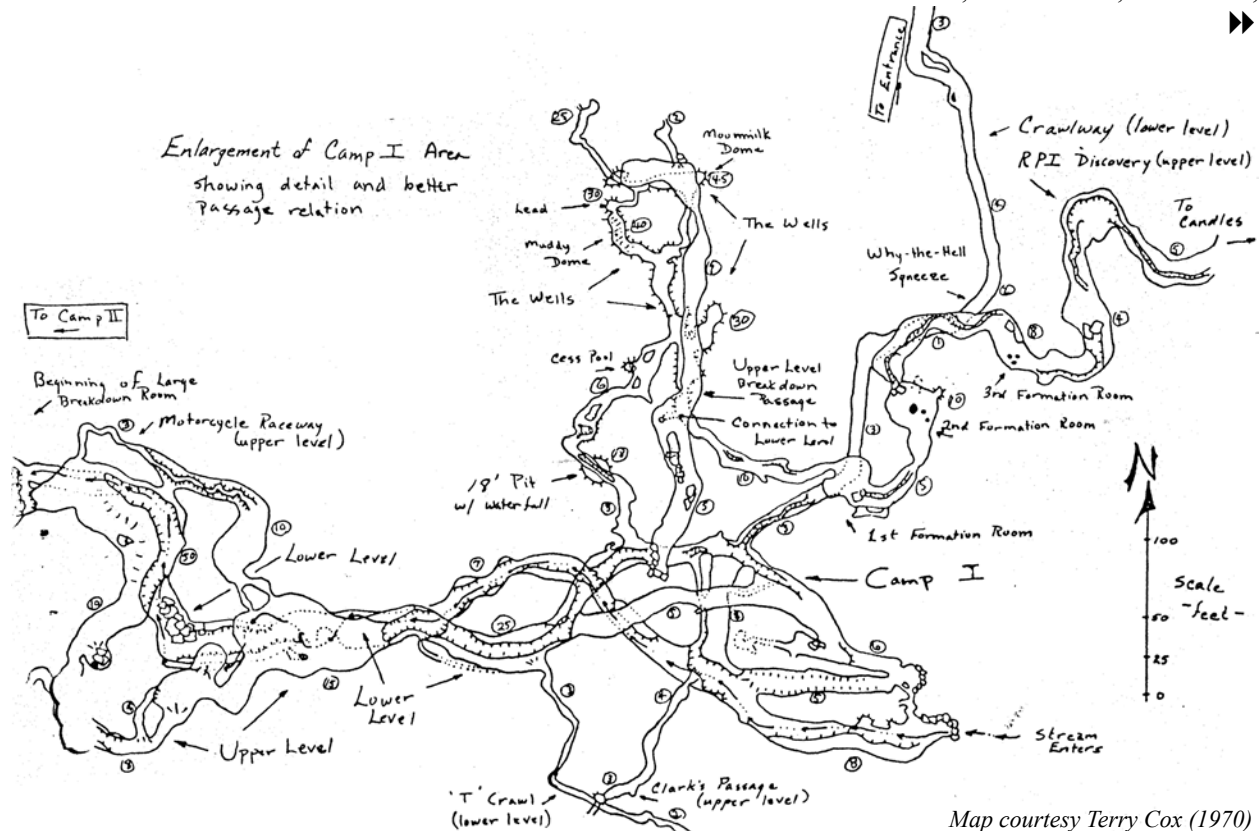 To Entrance
Enlargement of Camp I Area
showing detail and better
Passage relation
Moonmilk
Dome
Crawlway (lower level)
RPI Discovery (upper level)
To
Candles
Lead
The Wells
Muddy
Dome
The Wells
Why-the-Hell
Squeeze
To Camp II
Cess Pool
Upper Level
Breakdown
Passage
Connection to
Lower Level
3rd Formation Room
2nd Formation Room
Beginning of Large
Breakdown Room
Motorcycle Raceway
(upper level)
18' Pit
w/ waterfall
1st Formation Room
N
Lower Level
Camp I
100
Scale
-feet-
50
25
0
Lower
Level
Upper Level
Stream
Enters
'T' Crawl
(lower level)
Clark's Passage
(upper level)
Map courtesy Terry Cox (1970)